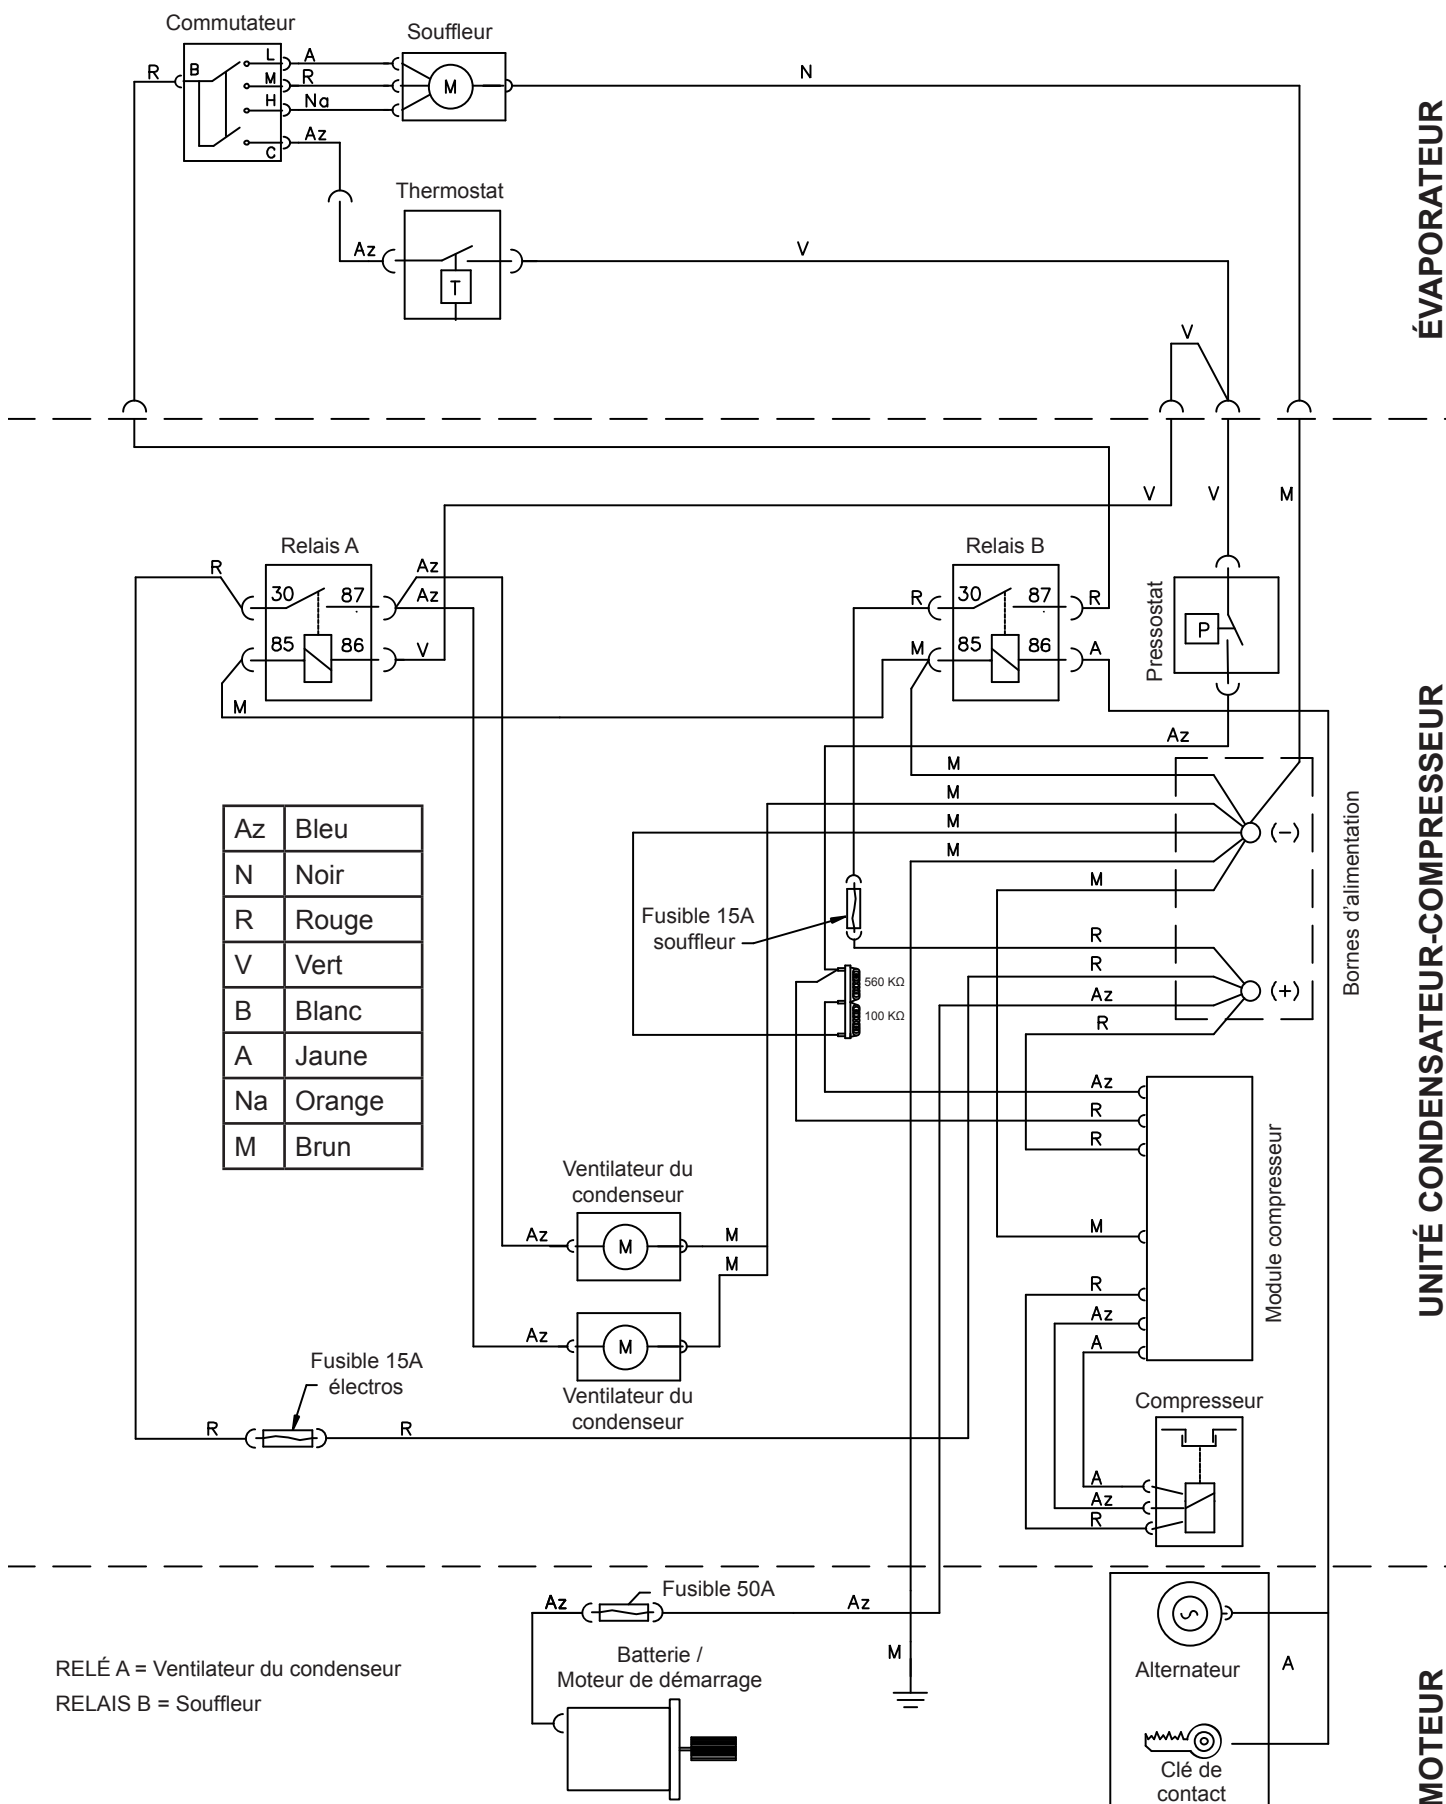 Commutateur
Souffleur
R
B
L
M
H
C
A
R
Na
Az
M
N
Thermostat
Az
T
V
V
ÉVAPORATEUR
V
V
M
Relais A
R
30
87
85
86
Az
Az
V
M
Relais B
R
30
87
85
86
R
M
A
Pressostat
P
Az
M
M
M
M
M
(−)
Bornes d'alimentation
R
R
Az
R
(+)
Fusible 15A
souffleur
560 KΩ
100 KΩ
Az Bleu
N Noir
R Rouge
V Vert
B Blanc
A Jaune
Na Orange
M Brun
UNITÉ CONDENSATEUR-COMPRESSEUR
Az
R
R
M
R
Az
A
Module compresseur
Ventilateur du
condenseur
Az
M
M
M
Az
M
Ventilateur du
condenseur
Fusible 15A
électros
R
R
Compresseur
A
Az
R
Fusible 50A
Az
Az
Batterie /
Moteur de démarrage
M
Alternateur
A
Clé de
contact
RELÉ A = Ventilateur du condenseur
RELAIS B = Souffleur
MOTEUR